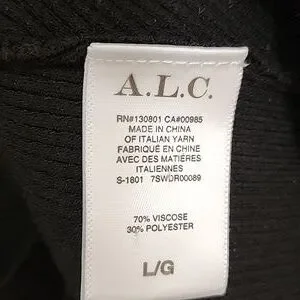 A.L.C.
RN#130801 CA#00985
MADE IN CHINA
OF ITALIAN YARN
FABRIQUÉ EN CHINE
AVEC DES MATIÈRES
ITALIENNES
S-1801 7SWDR00089
70% VISCOSE
30% POLYESTER
L/G